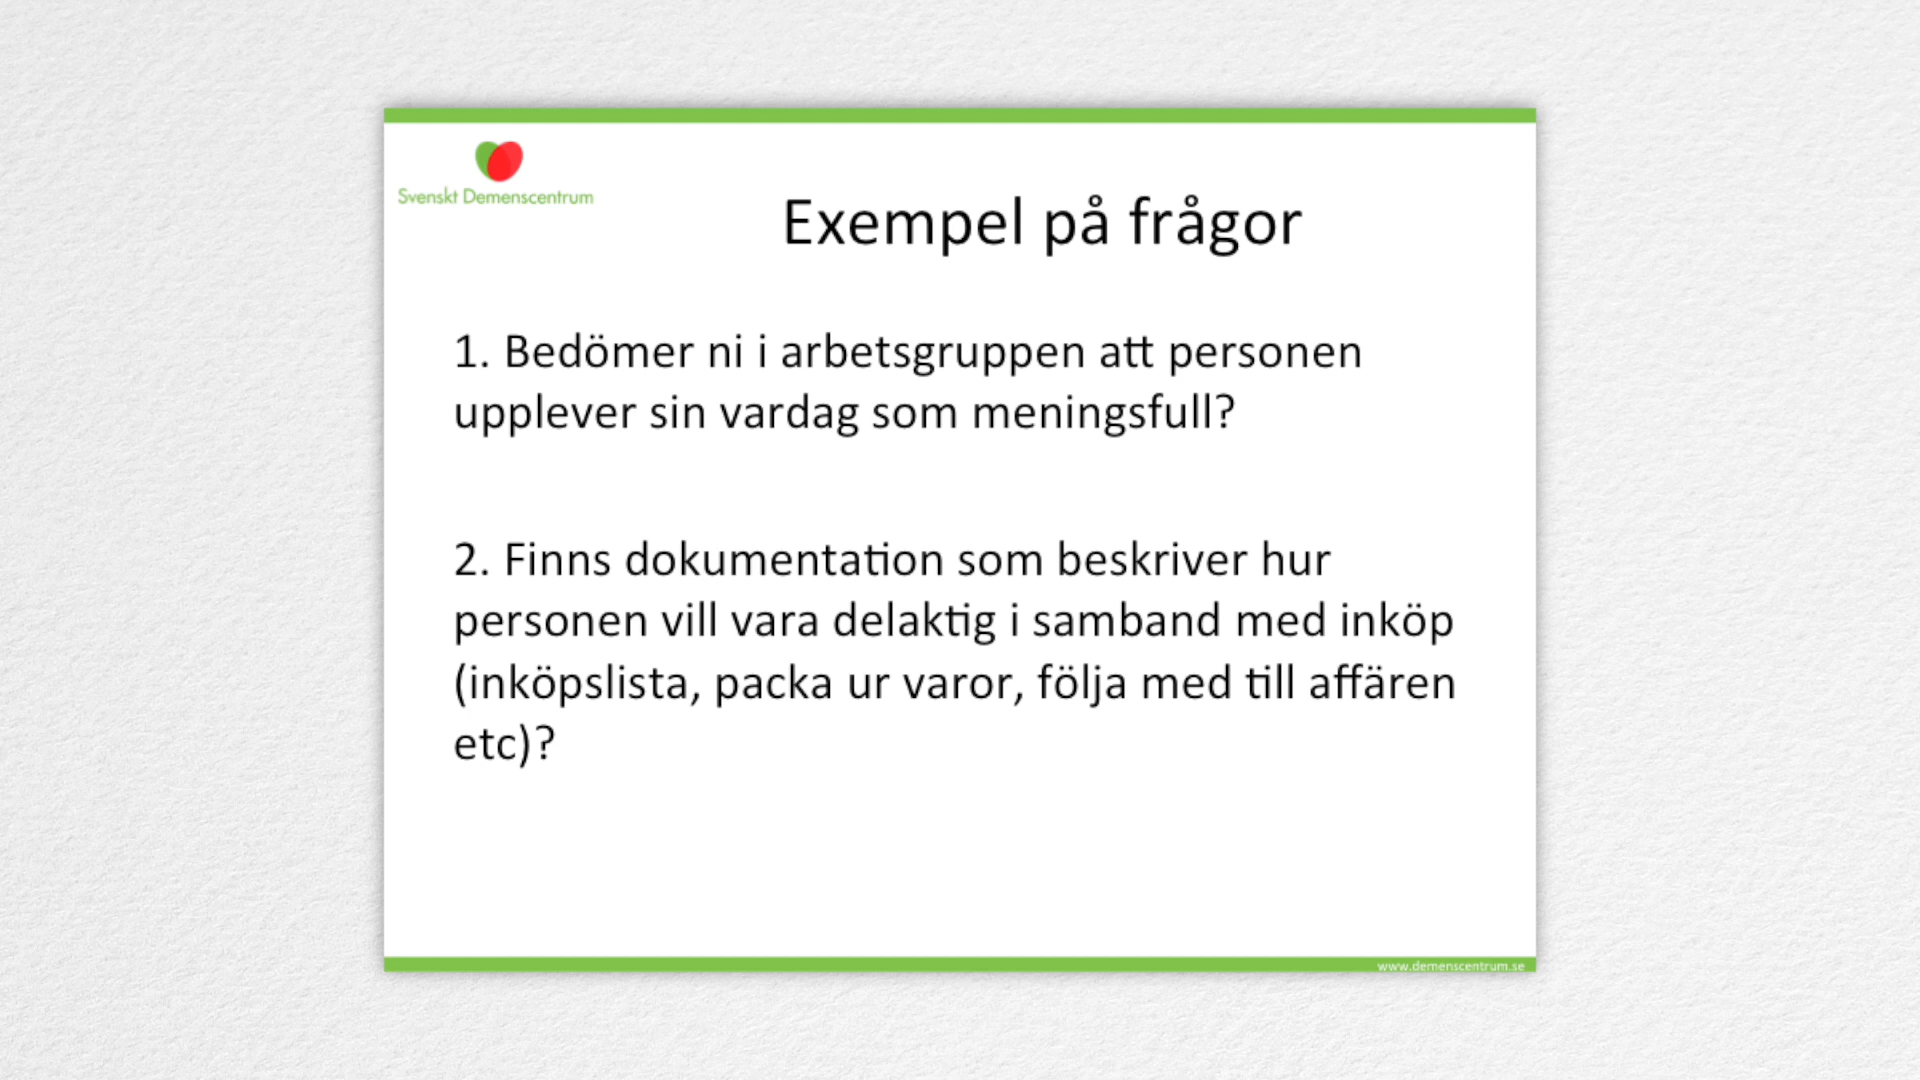 Svenskt Demenscentrum
Exempel på frågor
1. Bedömer ni i arbetsgruppen att personen
upplever sin vardag som meningsfull?
2. Finns dokumentation som beskriver hur
personen vill vara delaktig i samband med inköp
(inköpslista, packa ur varor, följa med till affären
etc)?
www.demenscentrum.se